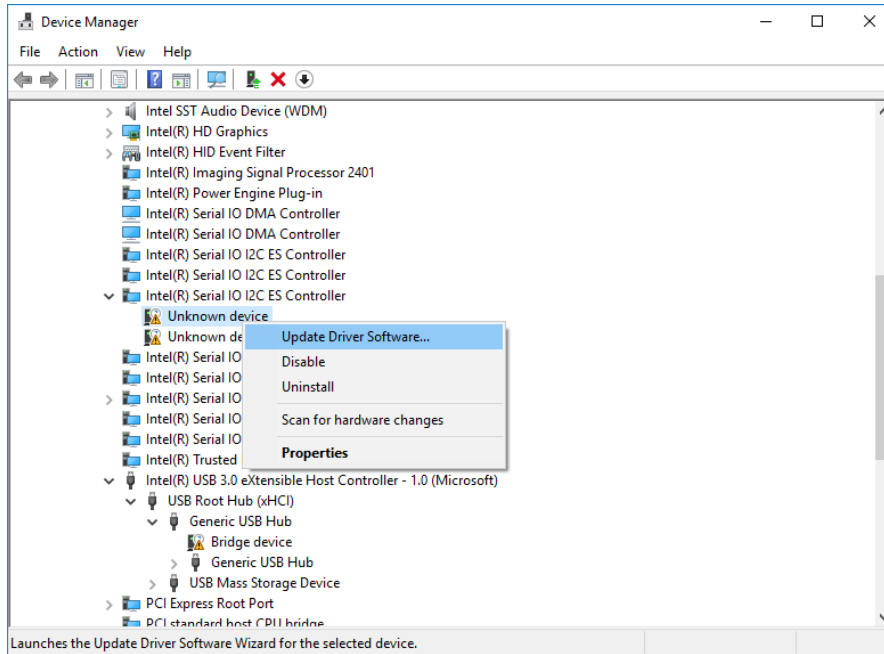 Device Manager
File Action View Help
Intel SST Audio Device (WDM)
Intel(R) HD Graphics
Intel(R) HID Event Filter
Intel(R) Imaging Signal Processor 2401
Intel(R) Power Engine Plug-in
Intel(R) Serial IO DMA Controller
Intel(R) Serial IO DMA Controller
Intel(R) Serial IO I2C ES Controller
Intel(R) Serial IO I2C ES Controller
Intel(R) Serial IO I2C ES Controller
Unknown device
Unknown de
Update Driver Software...
Intel(R) Serial IO
Disable
Intel(R) Serial IO
Uninstall
Intel(R) Serial IO
Intel(R) Serial IO
Scan for hardware changes
Intel(R) Serial IO
Intel(R) Trusted
Properties
Intel(R) USB 3.0 eXtensible Host Controller - 1.0 (Microsoft)
USB Root Hub (xHCI)
Generic USB Hub
Bridge device
Generic USB Hub
USB Mass Storage Device
PCI Express Root Port
PCI standard host CPU bridge
Launches the Update Driver Software Wizard for the selected device.